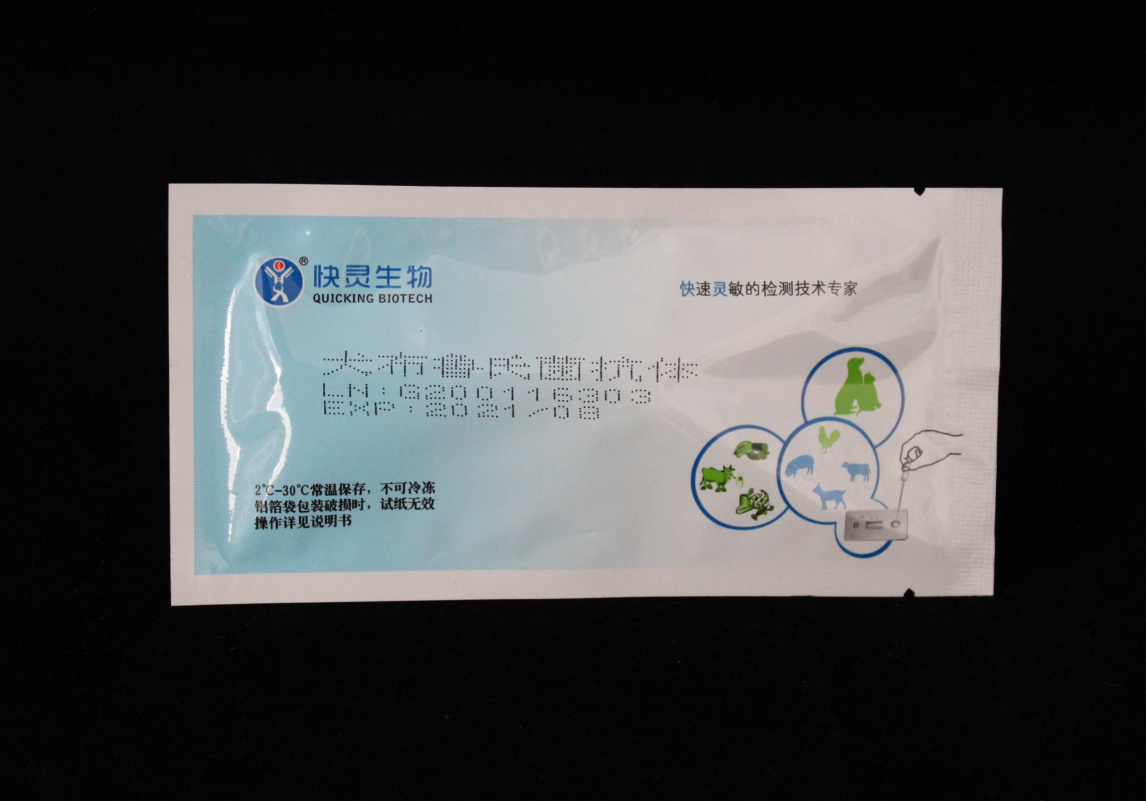 ®
快灵生物
QUICKING BIOTECH
快速灵敏的检测技术专家
犬布鲁氏菌抗体
LN:G200116303
EXP:2021/08
2℃-30℃常温保存，不可冷冻
铝箔袋包装破损时，试纸无效
操作详见说明书